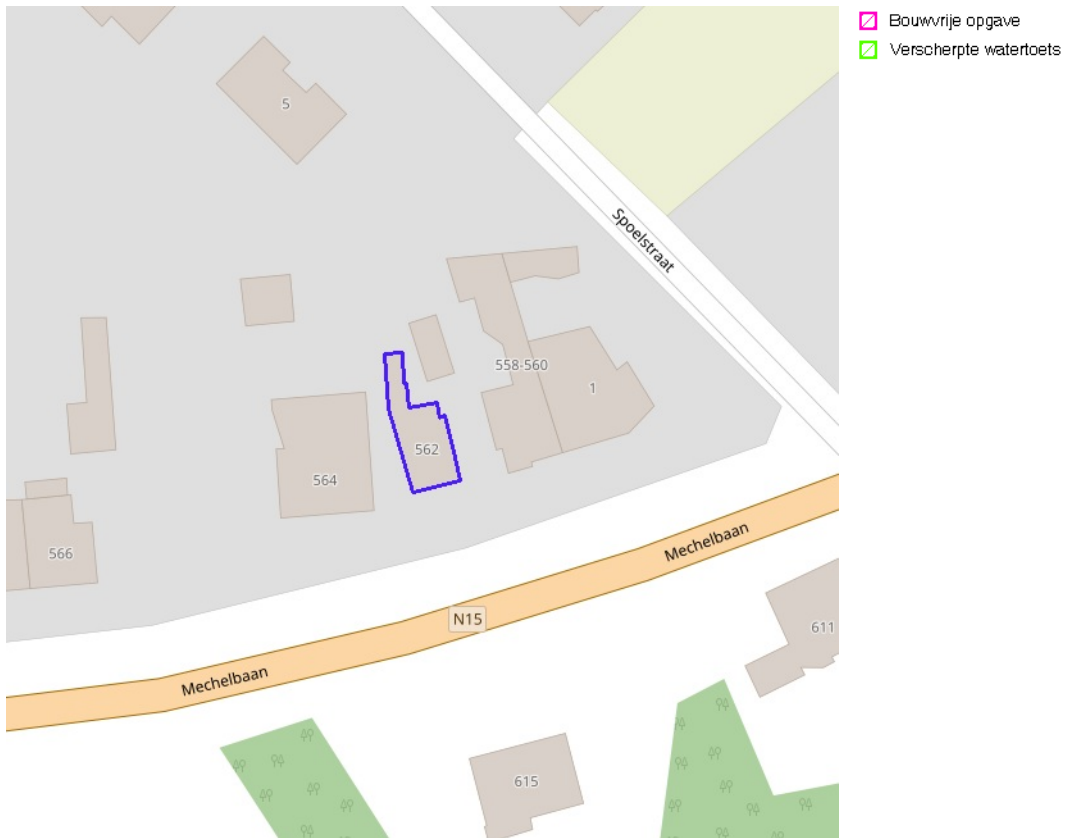 Bouwvrije opgave
Verscherpte watertoets
5
Spoelstraat
558-560
1
562
564
566
Mechelbaan
N15
611
Mechelbaan
615